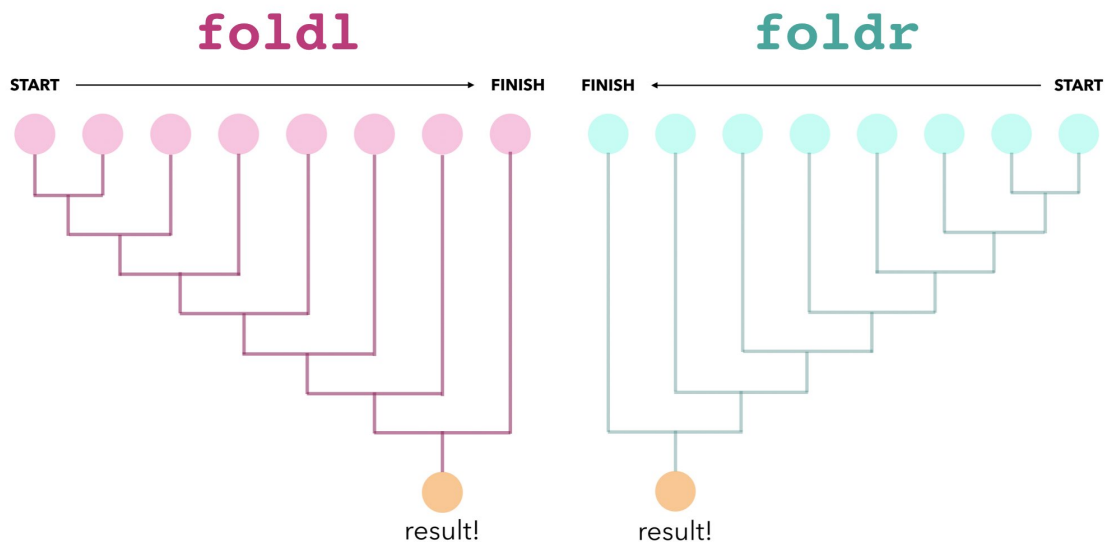 foldl
START
FINISH
result!
foldr
FINISH
START
result!